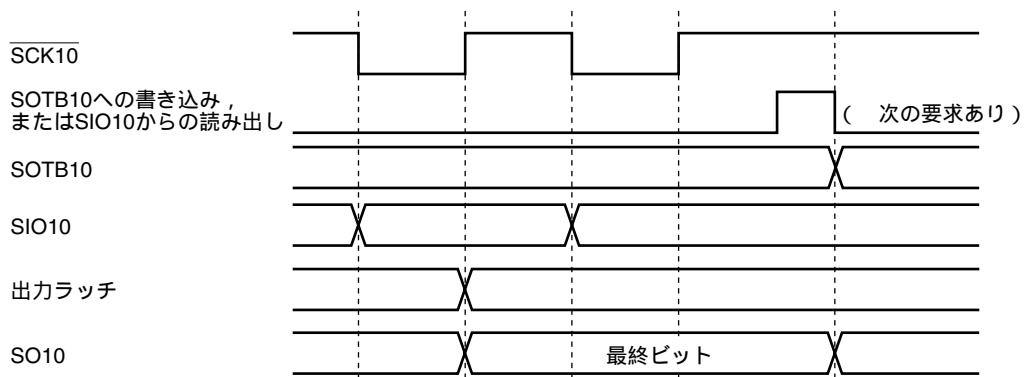 SCK10
SOTB10への書き込み，
またはSIO10からの読み出し
（　次の要求あり）
SOTB10
SIO10
出力ラッチ
SO10
最終ビット